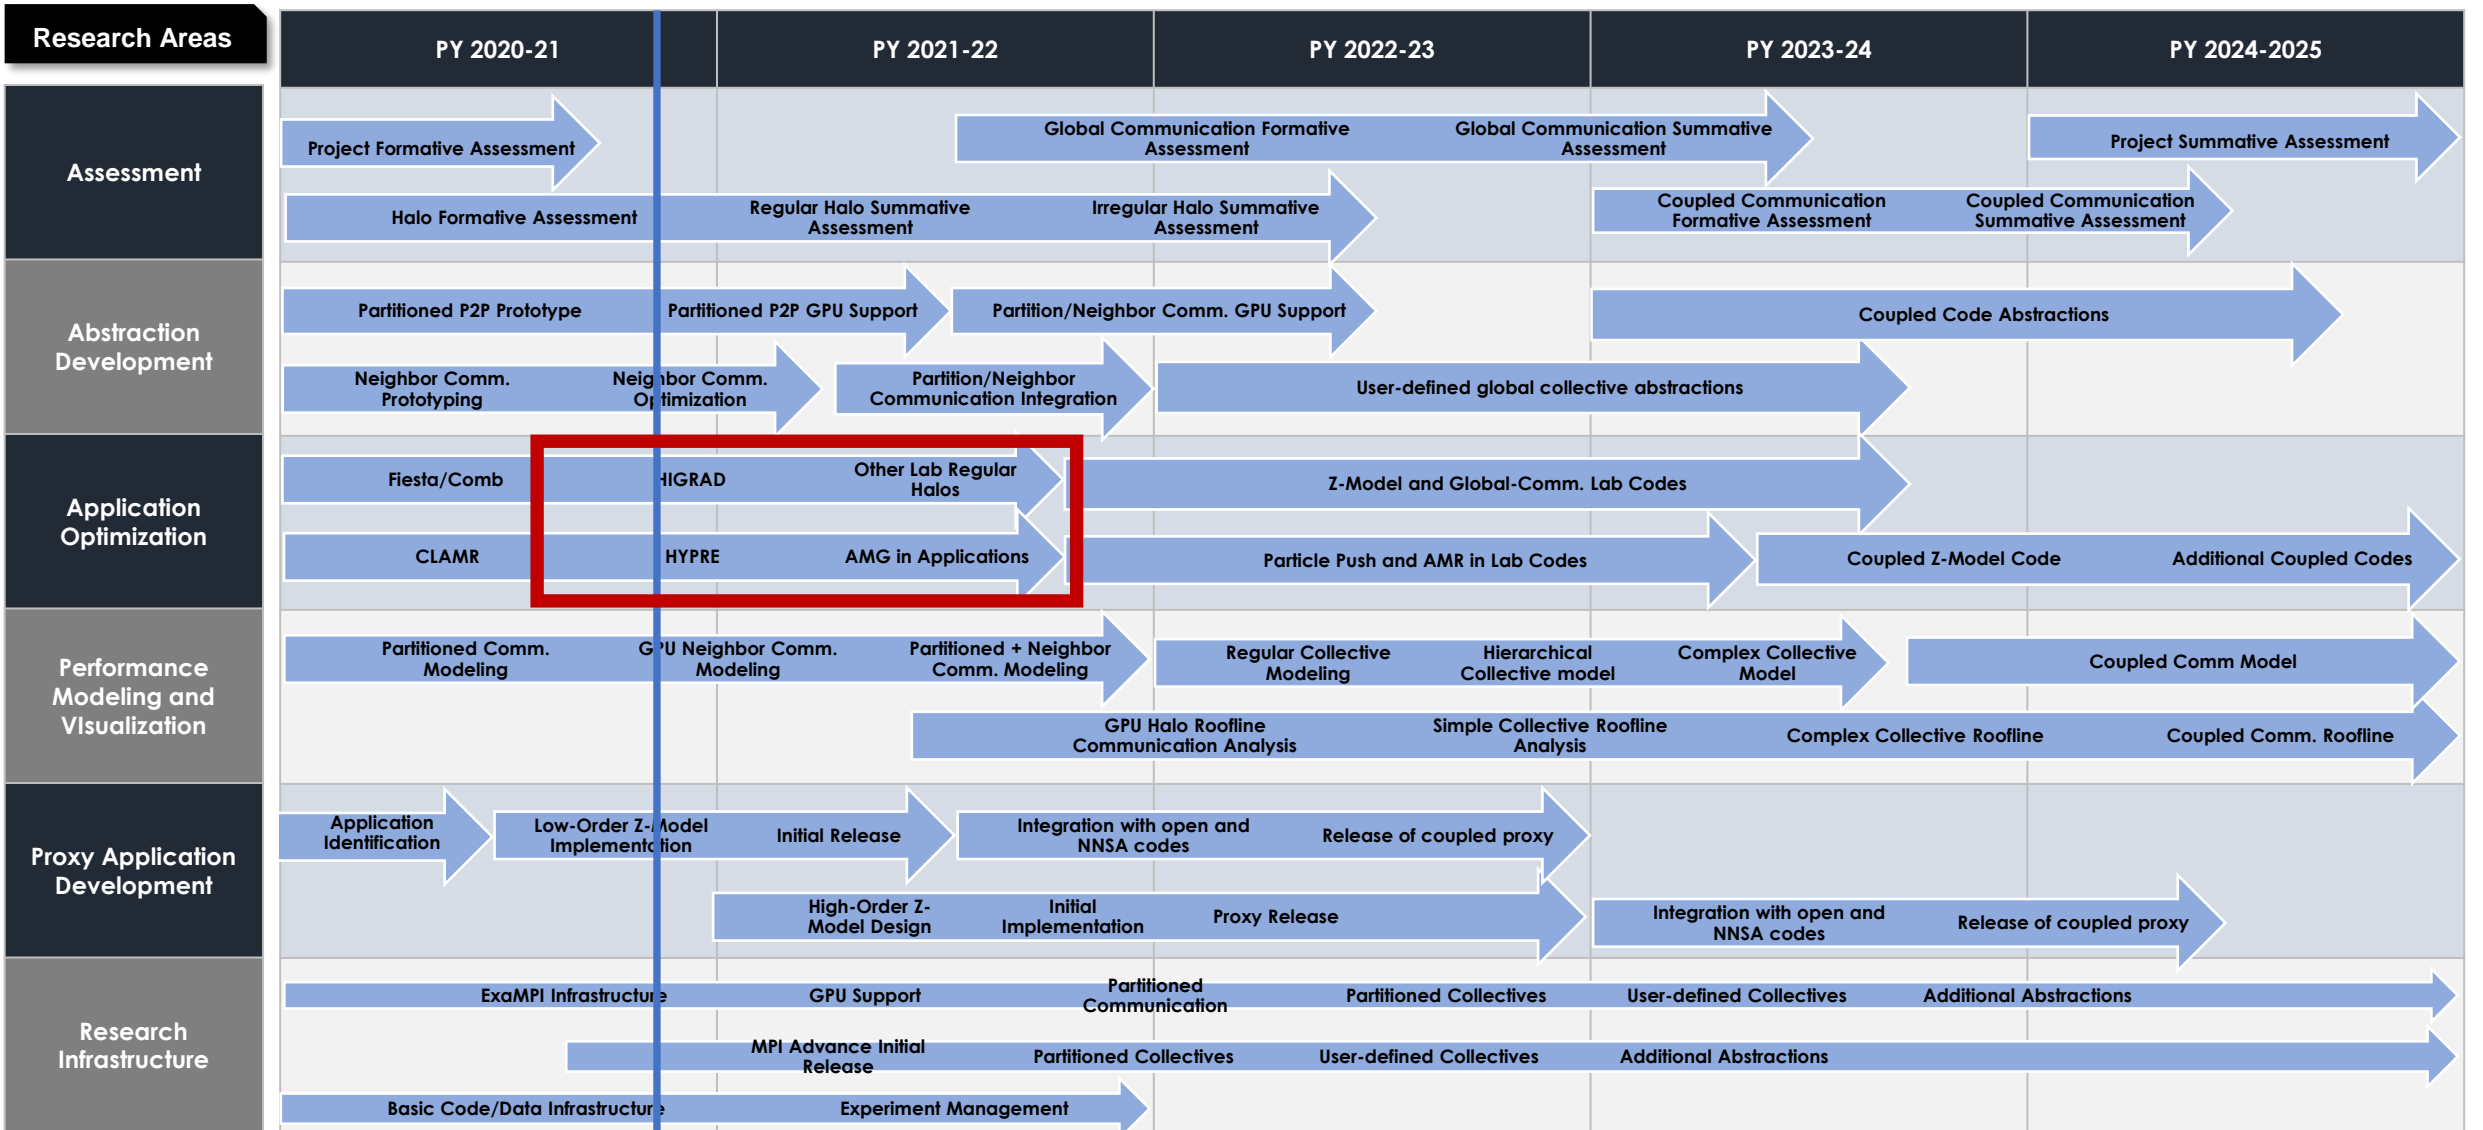 Research Areas
PY 2020-21
PY 2021-22
PY 2022-23
PY 2023-24
PY 2024-2025
Assessment
Project Formative Assessment
Global Communication Formative
Assessment
Global Communication Summative
Assessment
Project Summative Assessment
Halo Formative Assessment
Regular Halo Summative
Assessment
Irregular Halo Summative
Assessment
Coupled Communication
Formative Assessment
Coupled Communication
Summative Assessment
Abstraction
Development
Partitioned P2P Prototype
Partitioned P2P GPU Support
Partition/Neighbor Comm. GPU Support
Coupled Code Abstractions
Neighbor Comm.
Prototyping
Neighbor Comm.
Optimization
Partition/Neighbor
Communication Integration
User-defined global collective abstractions
Application
Optimization
Fiesta/Comb
HIGRAD
Other Lab Regular
Halos
Z-Model and Global-Comm. Lab Codes
CLAMR
HYPRE
AMG in Applications
Particle Push and AMR in Lab Codes
Coupled Z-Model Code
Additional Coupled Codes
Performance
Modeling and
VIsualization
Partitioned Comm.
Modeling
GPU Neighbor Comm.
Modeling
Partitioned + Neighbor
Comm. Modeling
Regular Collective
Modeling
Hierarchical
Collective model
Complex Collective
Model
Coupled Comm Model
GPU Halo Roofline
Communication Analysis
Simple Collective Roofline
Analysis
Complex Collective Roofline
Coupled Comm. Roofline
Proxy Application
Development
Application
Identification
Low-Order Z-Model
Implementation
Initial Release
Integration with open and
NNSA codes
Release of coupled proxy
High-Order Z-
Model Design
Initial
Implementation
Proxy Release
Integration with open and
NNSA codes
Release of coupled proxy
Research
Infrastructure
ExaMPI Infrastructure
GPU Support
Partitioned
Communication
Partitioned Collectives
User-defined Collectives
Additional Abstractions
MPI Advance Initial
Release
Partitioned Collectives
User-defined Collectives
Additional Abstractions
Basic Code/Data Infrastructure
Experiment Management